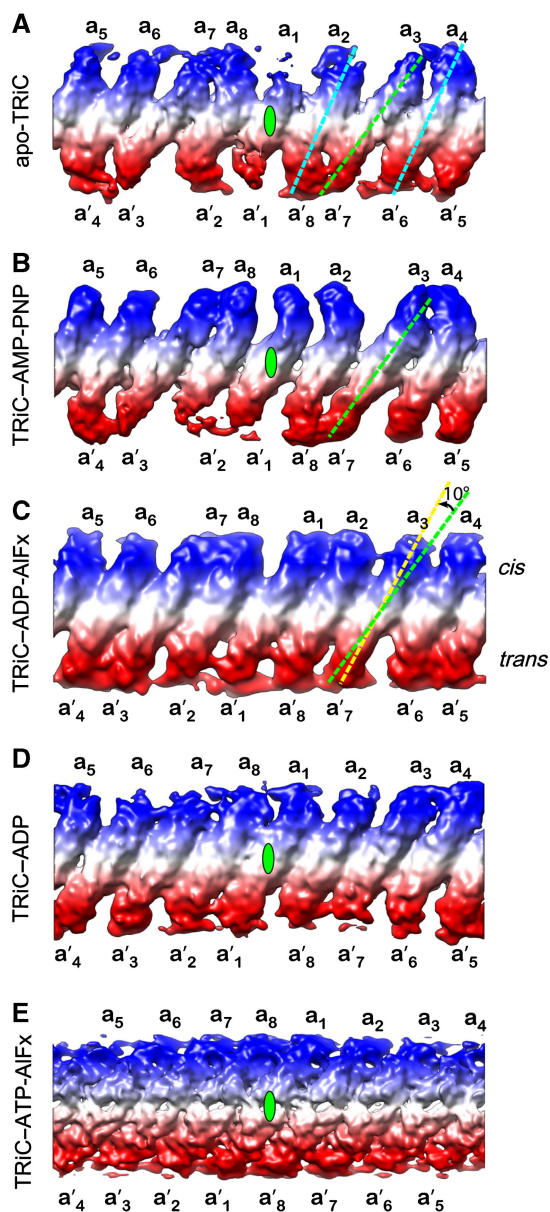 A
apo-TRiC
a₅ a₆ a₇ a₈ a₁ a₂ a₃ a₄
a′₄ a′₃ a′₂ a′₁ a′₈ a′₇ a′₆ a′₅
B
TRiC–AMP-PNP
a₅ a₆ a₇ a₈ a₁ a₂ a₃ a₄
a′₄ a′₃ a′₂ a′₁ a′₈ a′₇ a′₆ a′₅
C
TRiC–ADP-AlFx
10°
a₅ a₆ a₇ a₈ a₁ a₂ a₃ a₄
cis
trans
a′₄ a′₃ a′₂ a′₁ a′₈ a′₇ a′₆ a′₅
D
TRiC–ADP
a₅ a₆ a₇ a₈ a₁ a₂ a₃ a₄
a′₄ a′₃ a′₂ a′₁ a′₈ a′₇ a′₆ a′₅
E
TRiC–ATP-AlFx
a₅ a₆ a₇ a₈ a₁ a₂ a₃ a₄
a′₄ a′₃ a′₂ a′₁ a′₈ a′₇ a′₆ a′₅